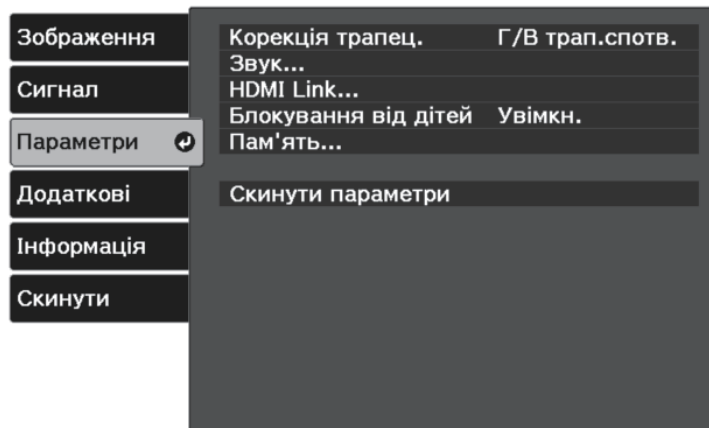 Зображення
Сигнал
Параметри
Додаткові
Інформація
Скинути
Корекція трапец. Г/В трап.спотв.
Звук...
HDMI Link...
Блокування від дітей Увімкн.
Пам'ять...
Скинути параметри